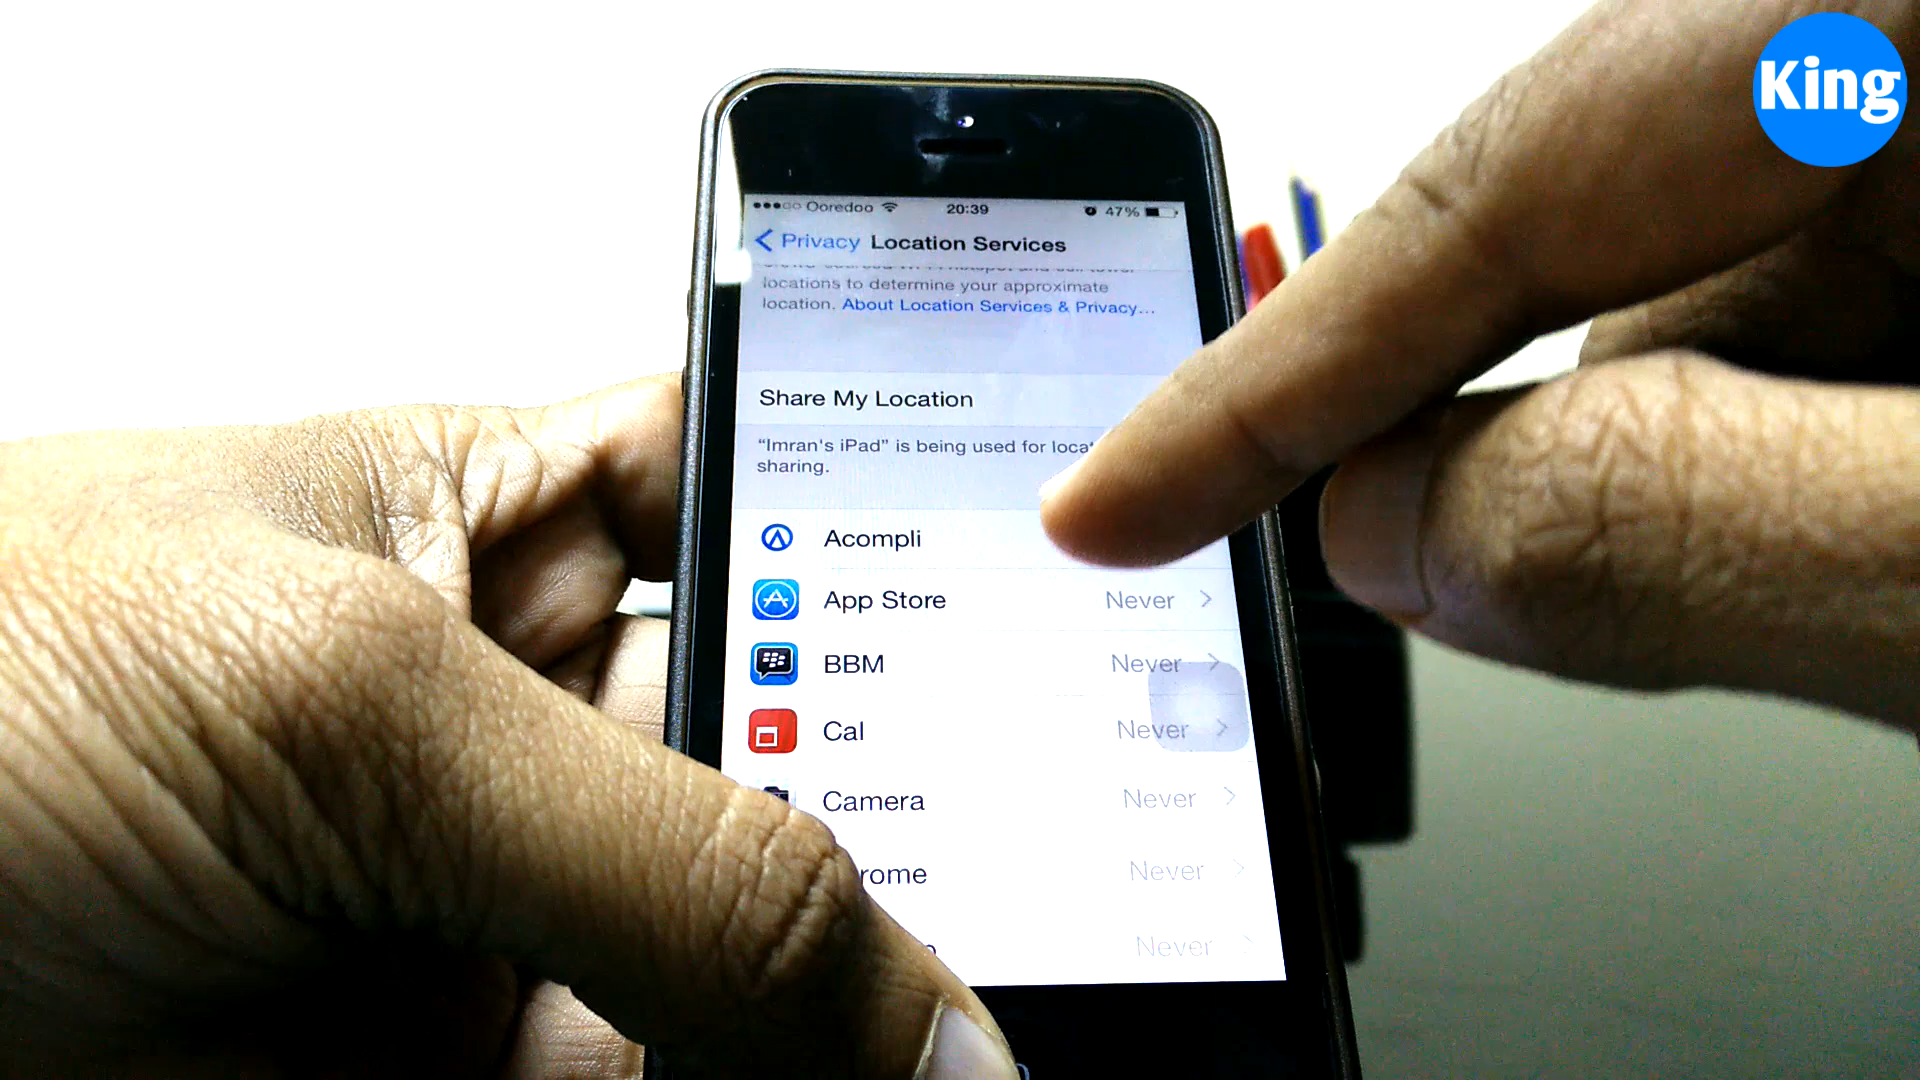 King
Ooredoo 20:39 47%
Privacy Location Services
locations to determine your approximate
location. About Location Services & Privacy...
Share My Location
“Imran's iPad” is being used for
sharing.
Acompli
App Store Never
BBM Never
Cal Never
Camera Never
Never
Never